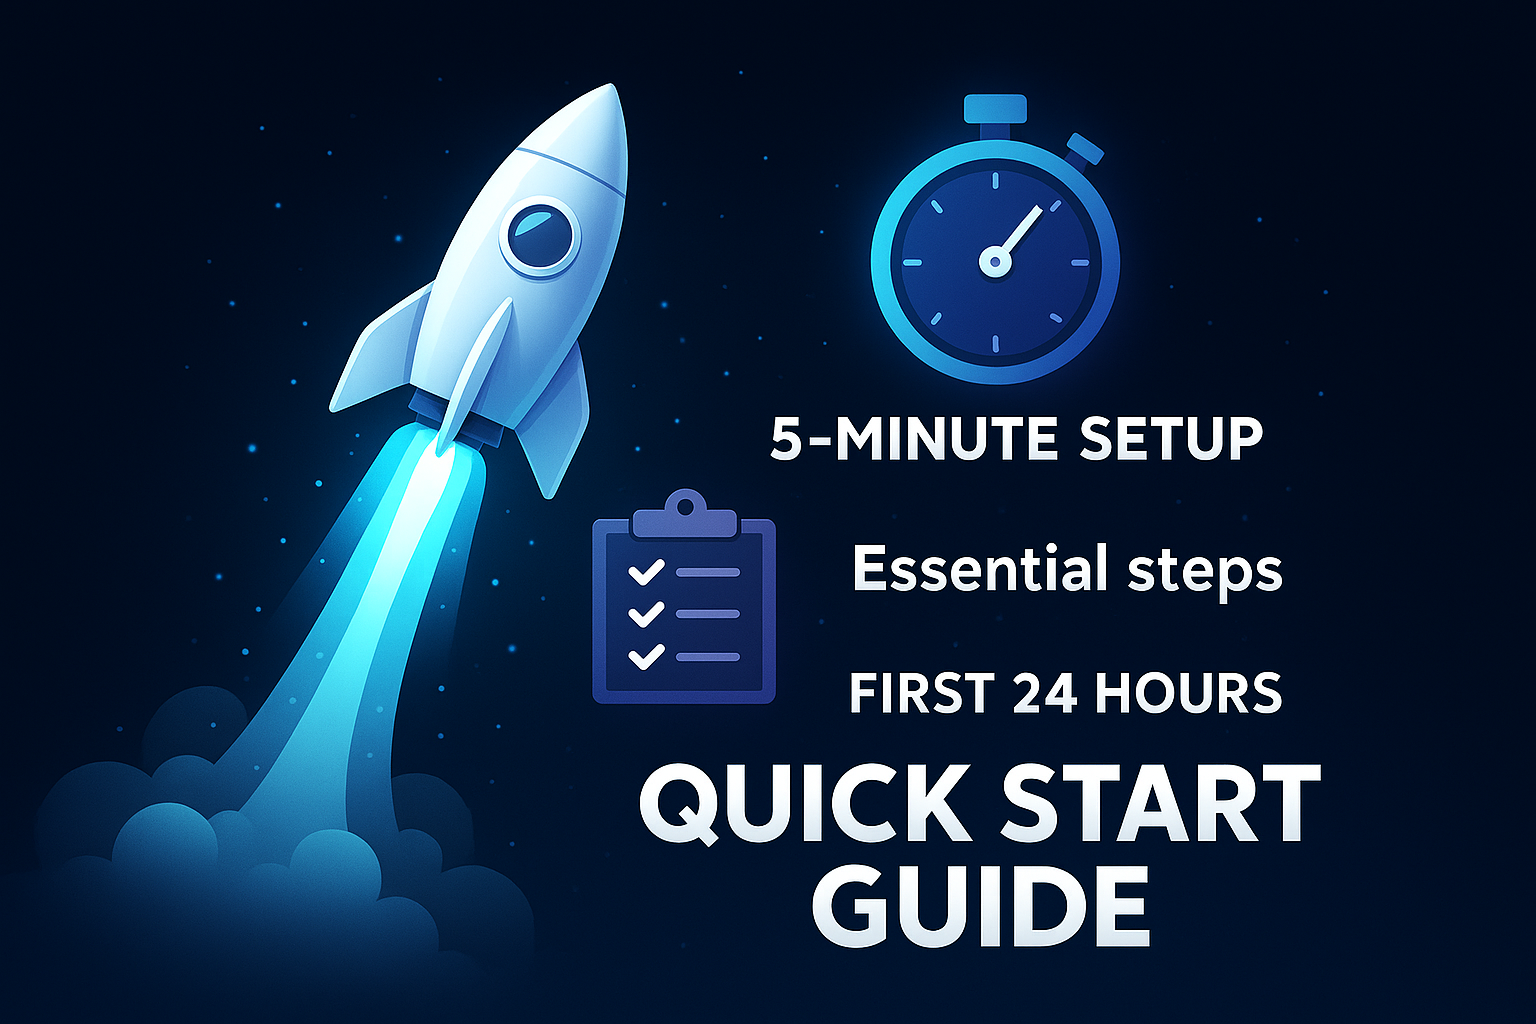 5-MINUTE SETUP
Essential steps
FIRST 24 HOURS
QUICK START
GUIDE